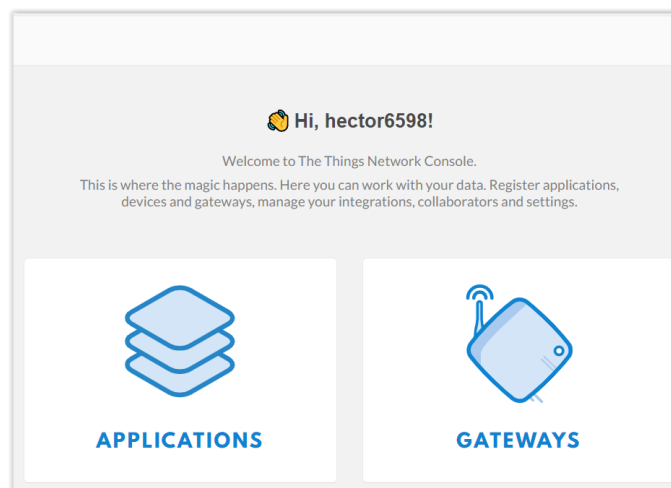 Hi, hector6598!
Welcome to The Things Network Console.
This is where the magic happens. Here you can work with your data. Register applications,
devices and gateways, manage your integrations, collaborators and settings.
APPLICATIONS
GATEWAYS